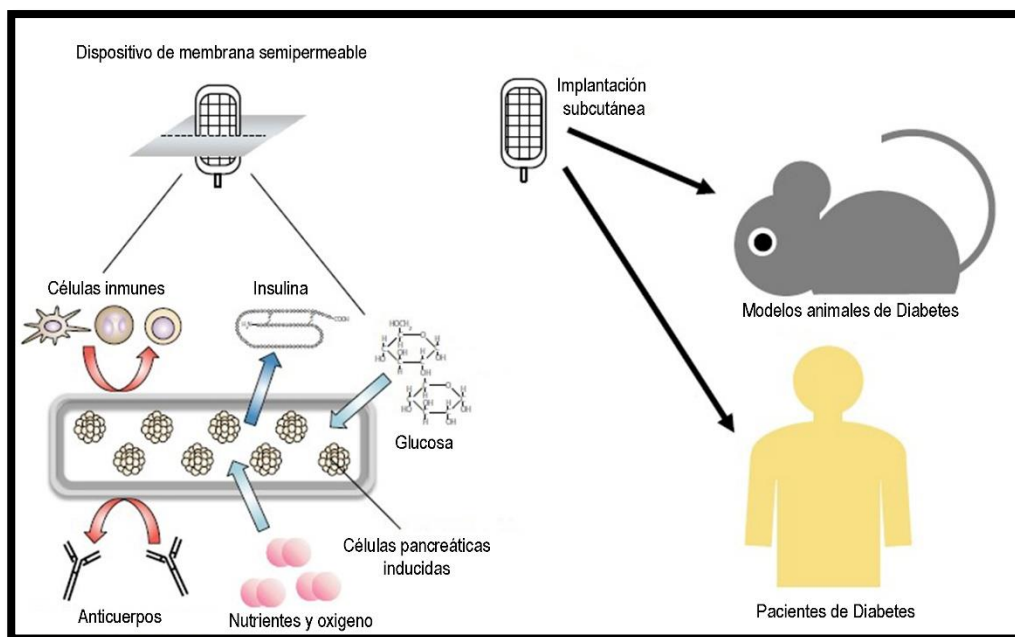 Dispositivo de membrana semipermeable
Implantación
subcutánea
Células inmunes
Insulina
Glucosa
Modelos animales de Diabetes
Células pancreáticas
inducidas
Anticuerpos
Nutrientes y oxigeno
Pacientes de Diabetes